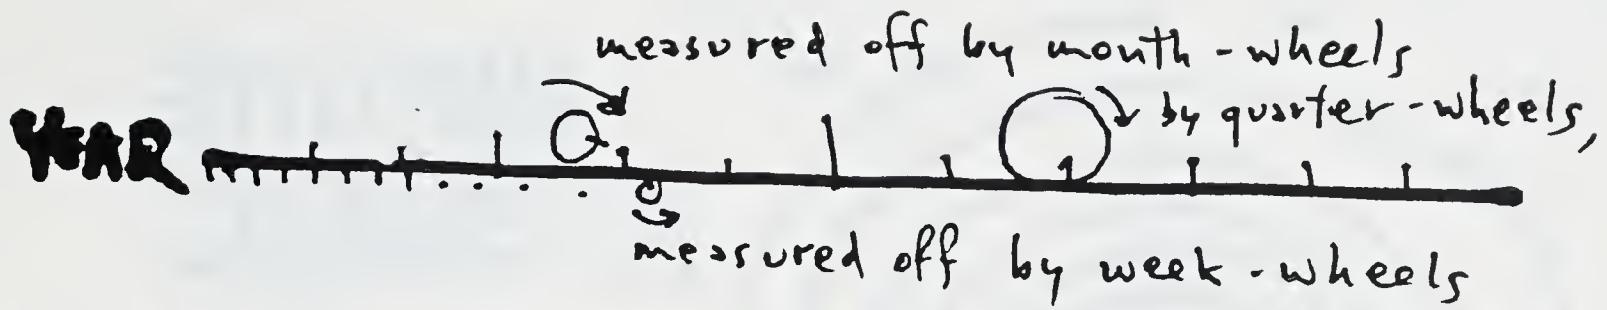 measured off by month-wheels
by quarter-wheels,
YEAR
measured off by week-wheels